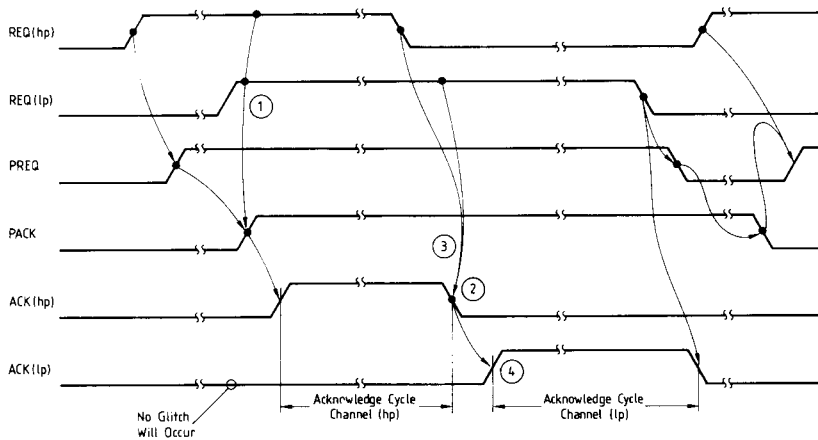 REQ(hp)
REQ(lp)
1
PREQ
PACK
3
ACK(hp)
2
ACK(lp)
4
Acknowledge Cycle
Channel (hp)
Acknowledge Cycle
Channel (lp)
No Glitch
Will Occur